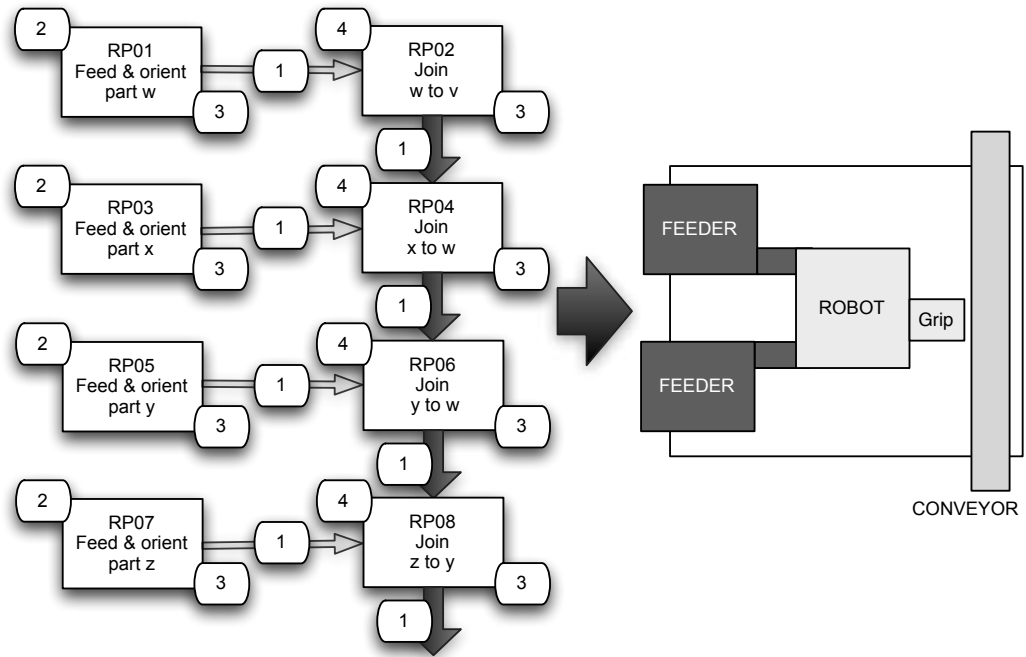 2
RP01
Feed & orient
part w
3
1
4
RP02
Join
w to v
3
1
2
RP03
Feed & orient
part x
3
1
4
RP04
Join
x to w
3
1
2
RP05
Feed & orient
part y
3
1
4
RP06
Join
y to w
3
1
2
RP07
Feed & orient
part z
3
1
4
RP08
Join
z to y
3
1
FEEDER
FEEDER
ROBOT
Grip
CONVEYOR